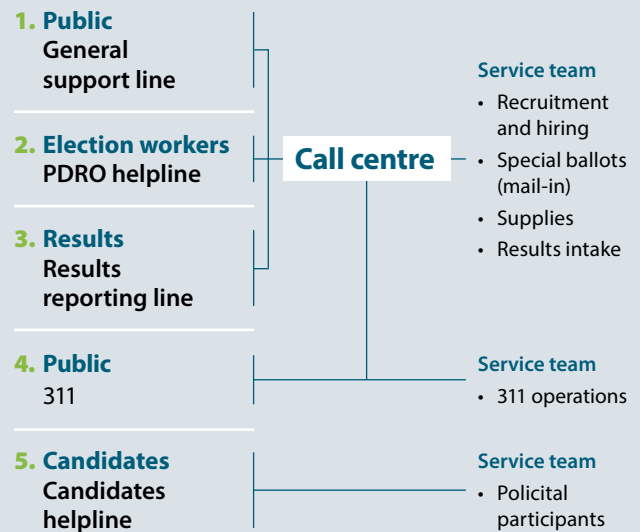 1. Public
General
support line
2. Election workers
PDRO helpline
3. Results
Results
reporting line
4. Public
311
5. Candidates
Candidates
helpline
Call centre
Service team
• Recruitment
and hiring
• Special ballots
(mail-in)
• Supplies
• Results intake
Service team
• 311 operations
Service team
• Policital
participants